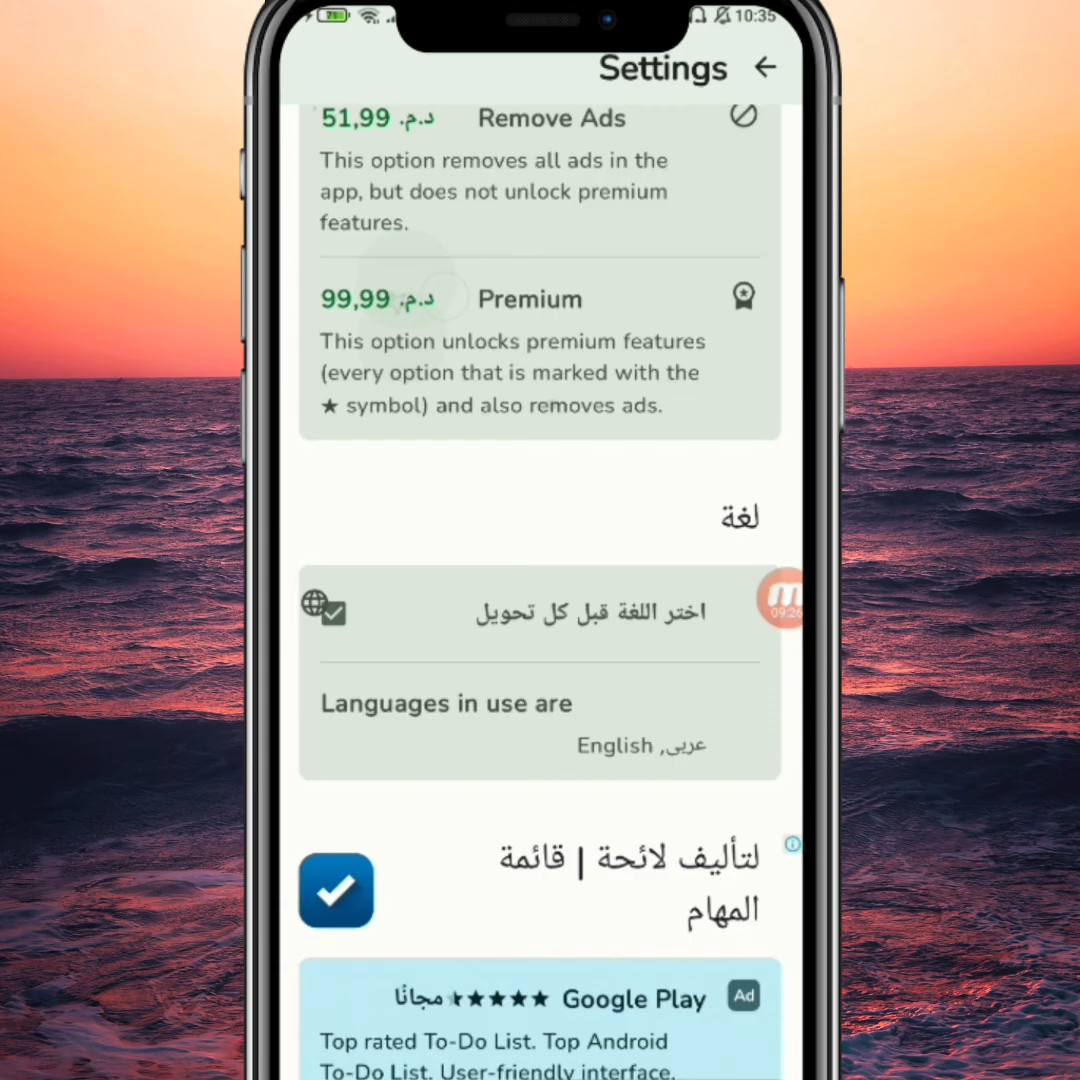 71 10:35
Settings
51,99 د.م.‏ Remove Ads
This option removes all ads in the
app, but does not unlock premium
features.
99,99 د.م.‏ Premium
This option unlocks premium features
(every option that is marked with the
★ symbol) and also removes ads.
لغة
اختر اللغة قبل كل تحويل
09:26
Languages in use are
عربى, English
لتأليف لائحة | قائمة
المهام
Ad Google Play ★★★★★ مجانًا
Top rated To-Do List. Top Android
To-Do List. User-friendly interface.